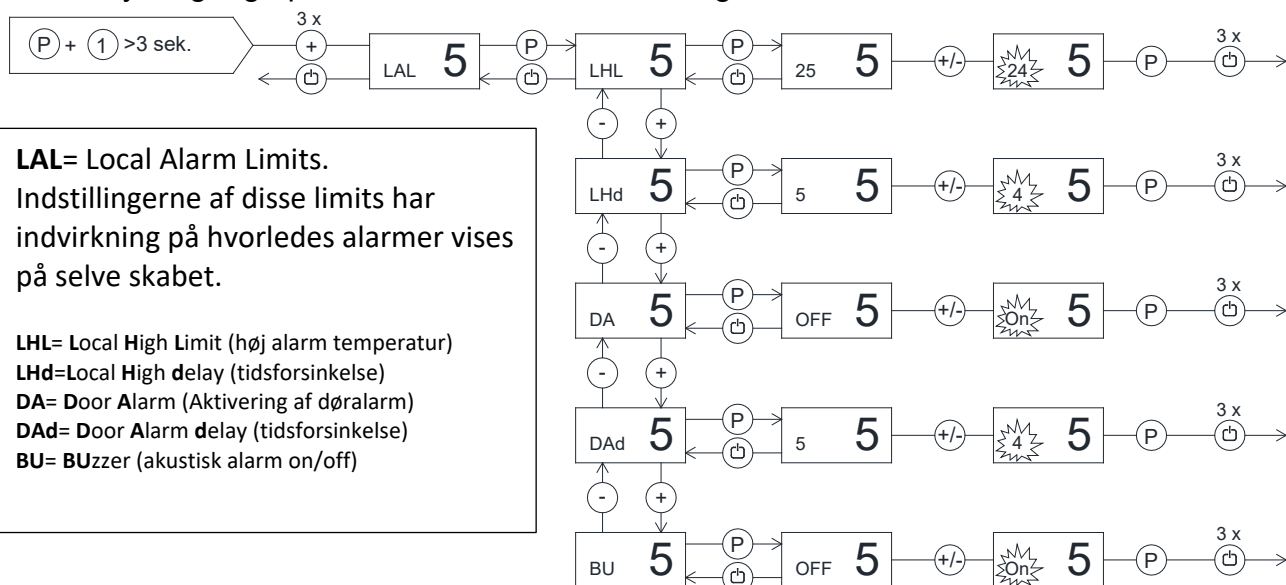 3 x
P + 1 >3 sek. + LAL 5 P LHL 5 P 25 5 +/- 24 5 P 3 x
- +
LHd 5 P 5 5 +/- 4 5 P 3 x
- +
DA 5 P OFF 5 +/- On 5 P 3 x
- +
DAd 5 P 5 5 +/- 4 5 P 3 x
- +
BU 5 P OFF 5 +/- On 5 P 3 x
LAL= Local Alarm Limits.
Indstillingerne af disse limits har
indvirkning på hvorledes alarmer vises
på selve skabet.
LHL= Local High Limit (høj alarm temperatur)
LHd=Local High delay (tidsforsinkelse)
DA= Door Alarm (Aktivering af døralarm)
DAd= Door Alarm delay (tidsforsinkelse)
BU= BUzzer (akustisk alarm on/off)